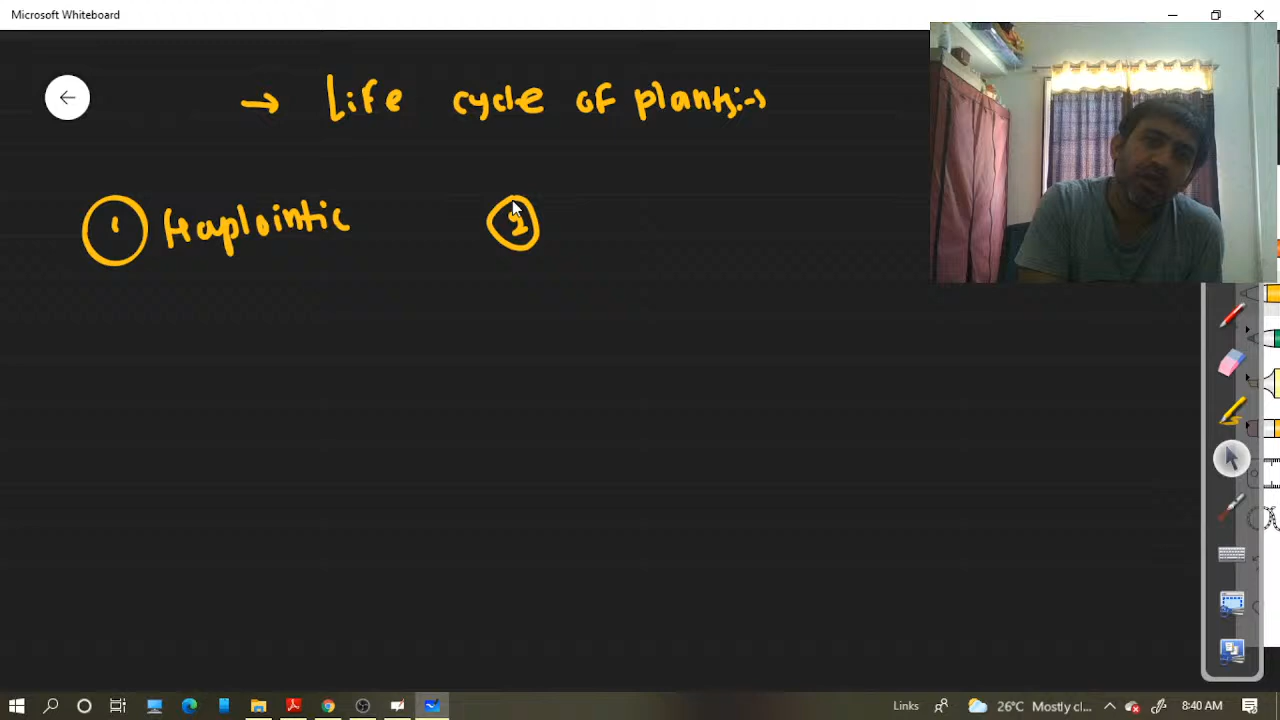 Microsoft Whiteboard
→ Life cycle of plants:→
1 Haplointic
2
Links 26°C Mostly cl... 8:40 AM